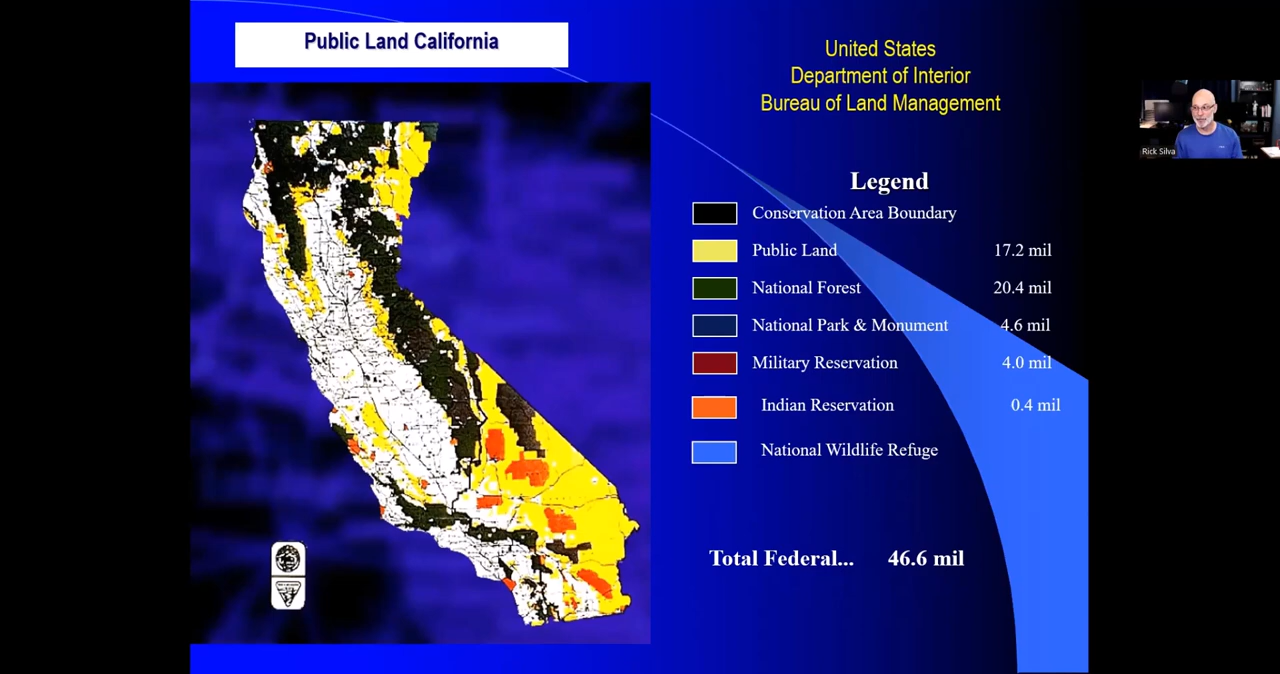 Public Land California
United States
Department of Interior
Bureau of Land Management
Legend
Conservation Area Boundary
Public Land 17.2 mil
National Forest 20.4 mil
National Park & Monument 4.6 mil
Military Reservation 4.0 mil
Indian Reservation 0.4 mil
National Wildlife Refuge
Total Federal... 46.6 mil
Rick Silva